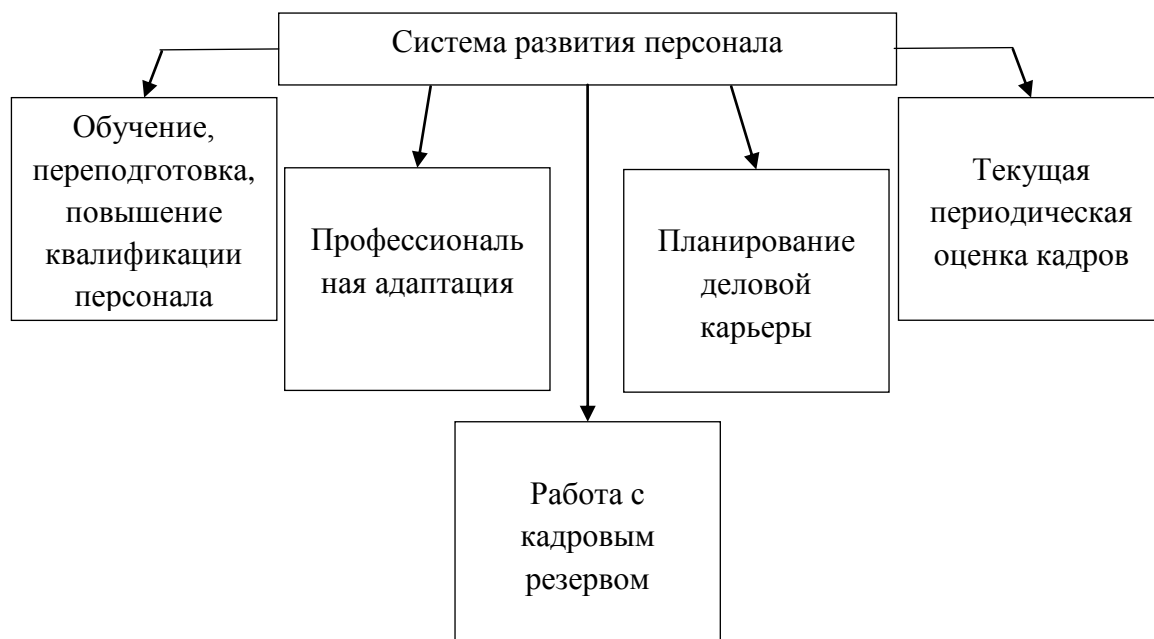 Система развития персонала
Обучение,
переподготовка,
повышение
квалификации
персонала
Профессиональ
ная адаптация
Планирование
деловой
карьеры
Текущая
периодическая
оценка кадров
Работа с
кадровым
резервом